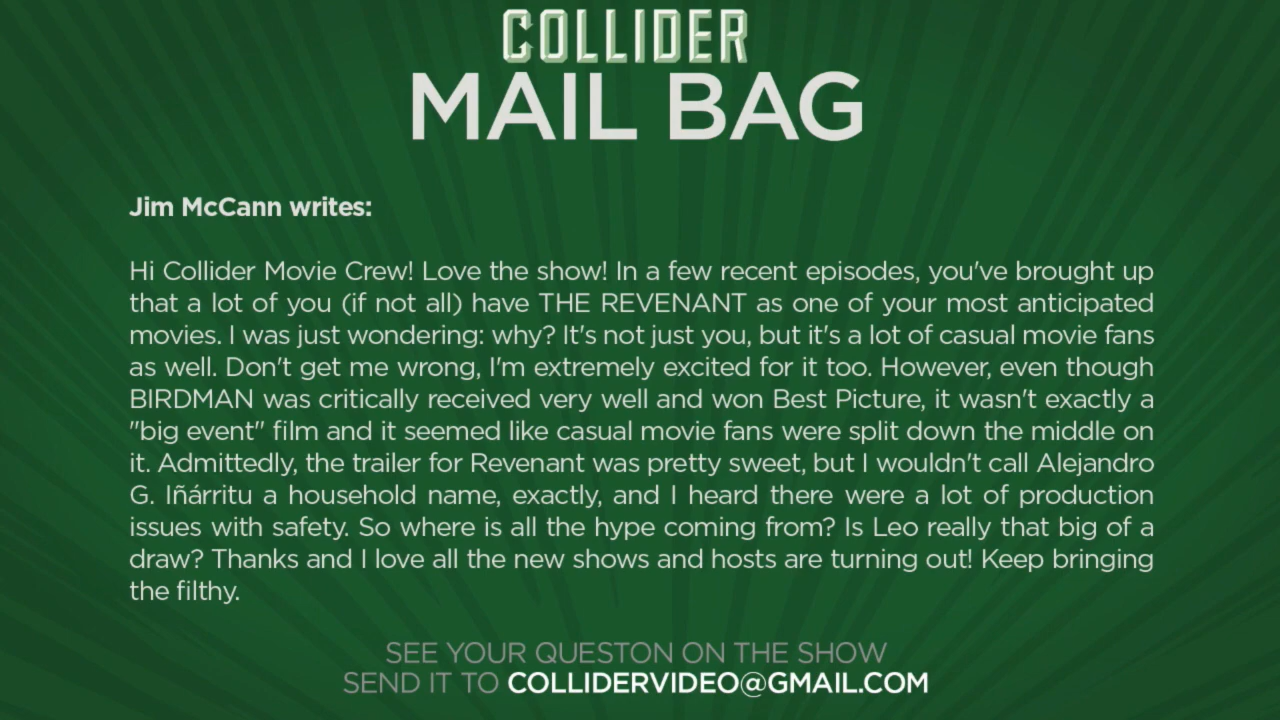 COLLIDER
MAIL BAG
Jim McCann writes:
Hi Collider Movie Crew! Love the show! In a few recent episodes, you've brought up
that a lot of you (if not all) have THE REVENANT as one of your most anticipated
movies. I was just wondering: why? It's not just you, but it's a lot of casual movie fans
as well. Don't get me wrong, I'm extremely excited for it too. However, even though
BIRDMAN was critically received very well and won Best Picture, it wasn't exactly a
"big event" film and it seemed like casual movie fans were split down the middle on
it. Admittedly, the trailer for Revenant was pretty sweet, but I wouldn't call Alejandro
G. Iñárritu a household name, exactly, and I heard there were a lot of production
issues with safety. So where is all the hype coming from? Is Leo really that big of a
draw? Thanks and I love all the new shows and hosts are turning out! Keep bringing
the filthy.
SEE YOUR QUESTON ON THE SHOW
SEND IT TO COLLIDERVIDEO@GMAIL.COM